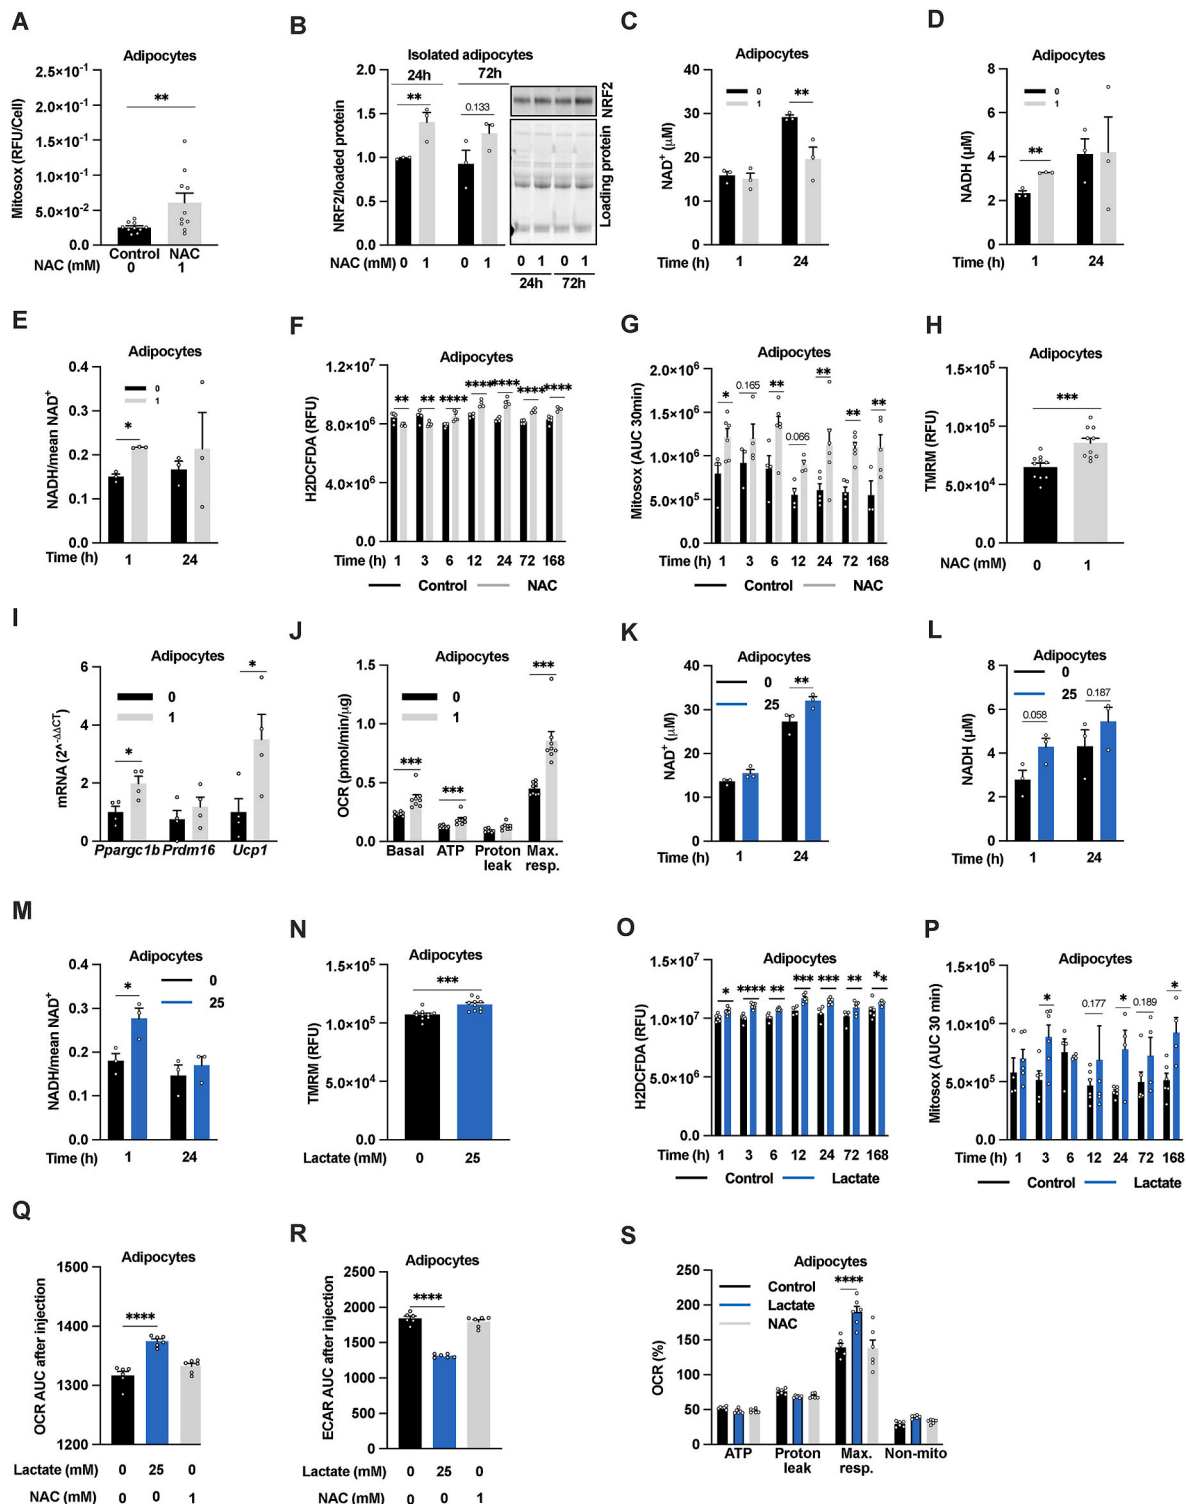 A
Adipocytes
Mitosox (RFU/Cell)
2.5×10⁻¹
2.0×10⁻¹
1.5×10⁻¹
1.0×10⁻¹
5.0×10⁻²
0.0
**
Control NAC
NAC (mM) 0 1
B
Isolated adipocytes
24h 72h
NRF2/loaded protein
2.0
1.5
1.0
0.5
0.0
** 0.133
NAC (mM) 0 1 0 1
NRF2
Loading protein
0 1 0 1
24h 72h
C
Adipocytes
NAD⁺ (μM)
40
30
20
10
0
0
1
**
Time (h) 1 24
D
Adipocytes
NADH (μM)
8
6
4
2
0
0
1
**
Time (h) 1 24
E
Adipocytes
NADH/mean NAD⁺
0.4
0.3
0.2
0.1
0.0
0
1
*
Time (h) 1 24
F
Adipocytes
H2DCFDA (RFU)
1.2×10⁷
8.0×10⁶
4.0×10⁶
0.0
** ** **** **** **** **** ****
Time (h) 1 3 6 12 24 72 168
Control NAC
G
Adipocytes
Mitosox (AUC 30min)
2.0×10⁶
1.5×10⁶
1.0×10⁶
5.0×10⁵
0.0
* 0.165 ** 0.066 ** ** **
Time (h) 1 3 6 12 24 72 168
Control NAC
H
Adipocytes
TMRM (RFU)
1.5×10⁵
1.0×10⁵
5.0×10⁴
0.0
***
NAC (mM) 0 1
I
Adipocytes
mRNA (2^-ΔΔCT)
6
4
2
0
0
1
* *
Ppargc1b Prdm16 Ucp1
J
Adipocytes
OCR (pmol/min/μg)
1.5
1.0
0.5
0.0
*** *** ***
Basal ATP Proton Max.
leak resp.
K
Adipocytes
NAD⁺ (μM)
40
30
20
10
0
0
25
**
1 24
L
Adipocytes
NADH (μM)
8
6
4
2
0
0
25
0.058 0.187
1 24
M
Adipocytes
NADH/mean NAD⁺
0.4
0.3
0.2
0.1
0.0
0
25
*
Time (h) 1 24
N
Adipocytes
TMRM (RFU)
1.5×10⁵
1.0×10⁵
5.0×10⁴
0.0
***
Lactate (mM) 0 25
O
Adipocytes
H2DCFDA (RFU)
1.5×10⁷
1.0×10⁷
5.0×10⁶
0.0
* **** ** *** *** ** **
Time (h) 1 3 6 12 24 72 168
Control Lactate
P
Adipocytes
Mitosox (AUC 30 min)
1.5×10⁶
1.0×10⁶
5.0×10⁵
0.0
* 0.177 * 0.189 *
Time (h) 1 3 6 12 24 72 168
Control Lactate
Q
Adipocytes
OCR AUC after injection
1500
1400
1300
1200
****
Lactate (mM) 0 25 0
NAC (mM) 0 0 1
R
Adipocytes
ECAR AUC after injection
2500
2000
1500
1000
500
0
****
0 25 0
NAC (mM) 0 0 1
S
Adipocytes
OCR (%)
250
200
150
100
50
0
Control
Lactate
NAC
****
ATP Proton Max. Non-mito
leak resp.